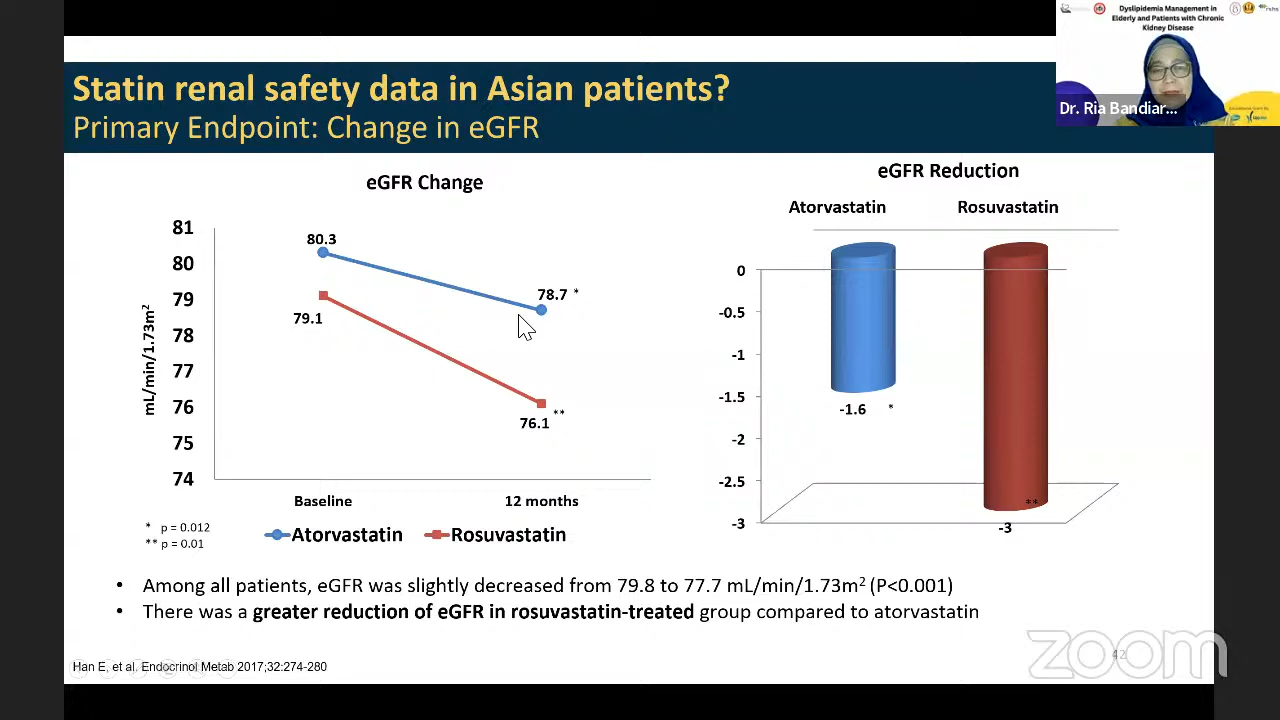 Dyslipidemia Management in
Elderly and Patients with Chronic
Kidney Disease
Dr. Ria Bandiar...
Statin renal safety data in Asian patients?
Primary Endpoint: Change in eGFR
eGFR Change
81
80
79
78
77
76
75
74
mL/min/1.73m²
80.3
79.1
78.7 *
76.1 **
Baseline
12 months
* p = 0.012
** p = 0.01
Atorvastatin
Rosuvastatin
eGFR Reduction
Atorvastatin
Rosuvastatin
0
-0.5
-1
-1.5
-2
-2.5
-3
-1.6 *
**
-3
• Among all patients, eGFR was slightly decreased from 79.8 to 77.7 mL/min/1.73m² (P<0.001)
• There was a greater reduction of eGFR in rosuvastatin-treated group compared to atorvastatin
Han E, et al. Endocrinol Metab 2017;32:274-280
42
zoom